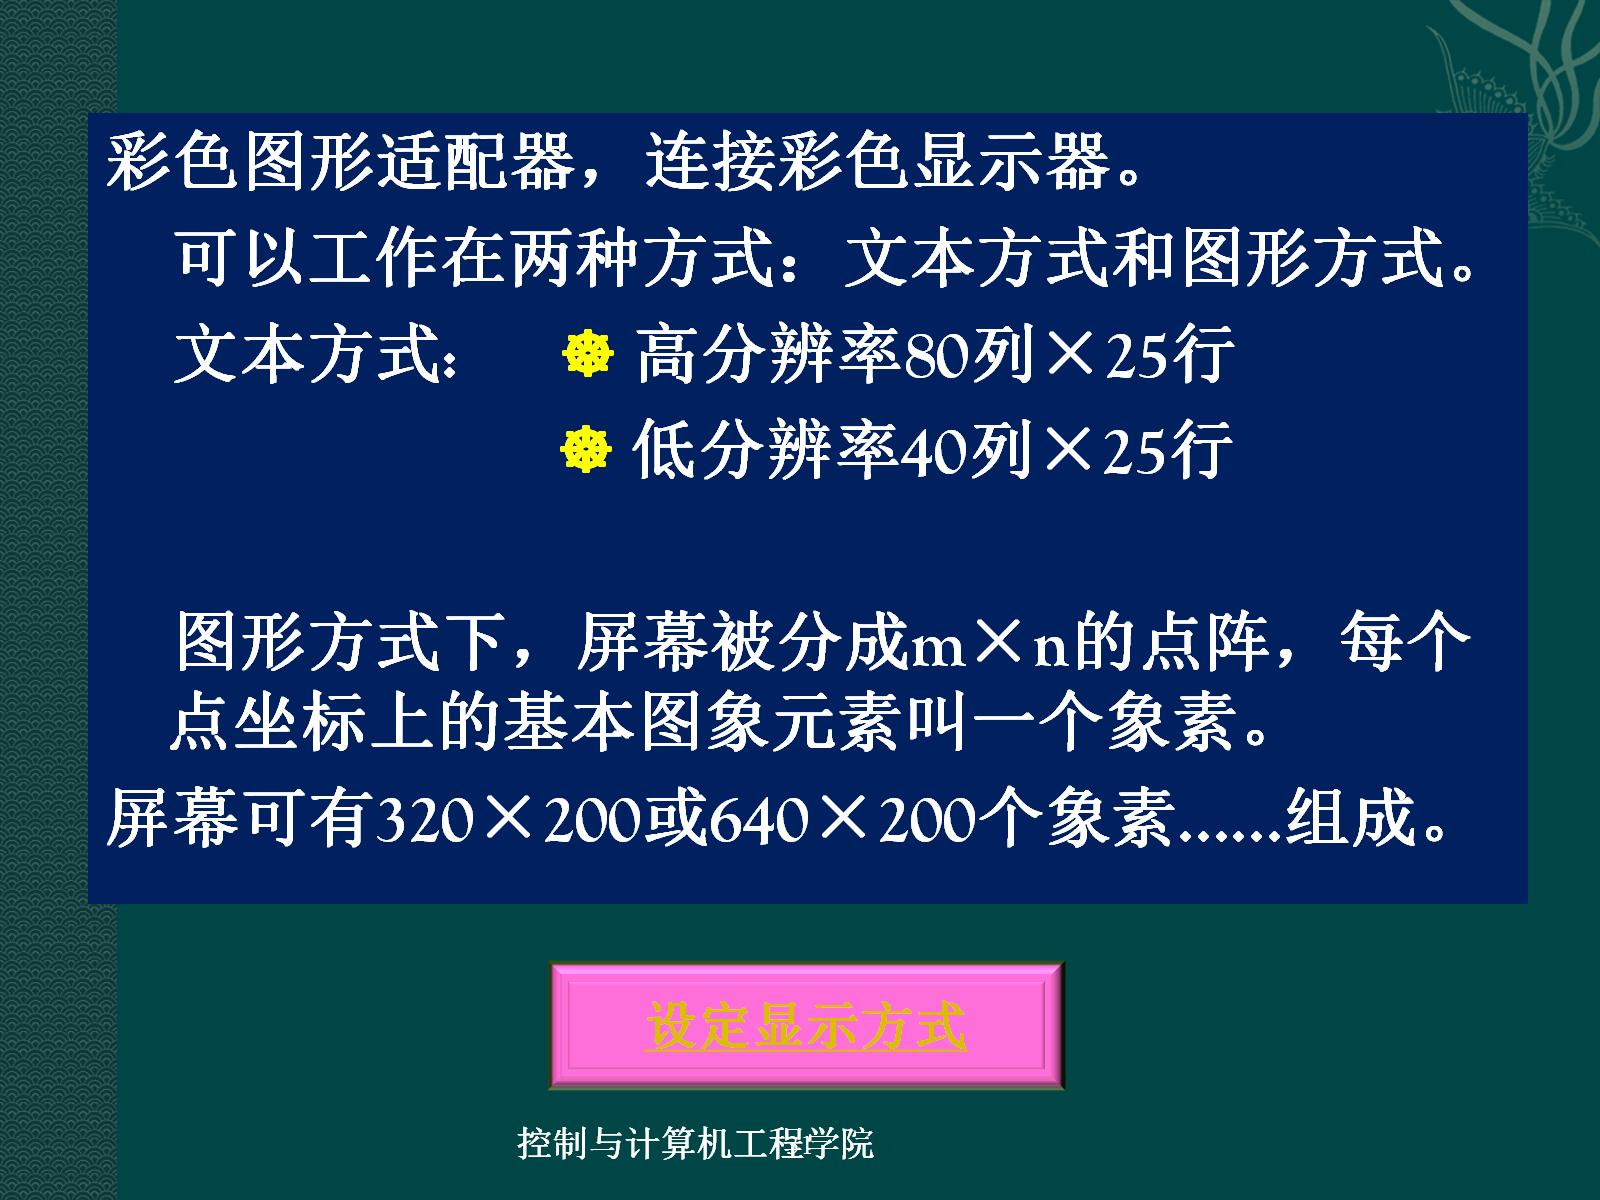 彩色图形适配器，连接彩色显示器。
可以工作在两种方式：文本方式和图形方式。
文本方式： 高分辨率80列×25行
低分辨率40列×25行
图形方式下，屏幕被分成m×n的点阵，每个
点坐标上的基本图象元素叫一个象素。
屏幕可有320×200或640×200个象素……组成。
设定显示方式
控制与计算机工程学院